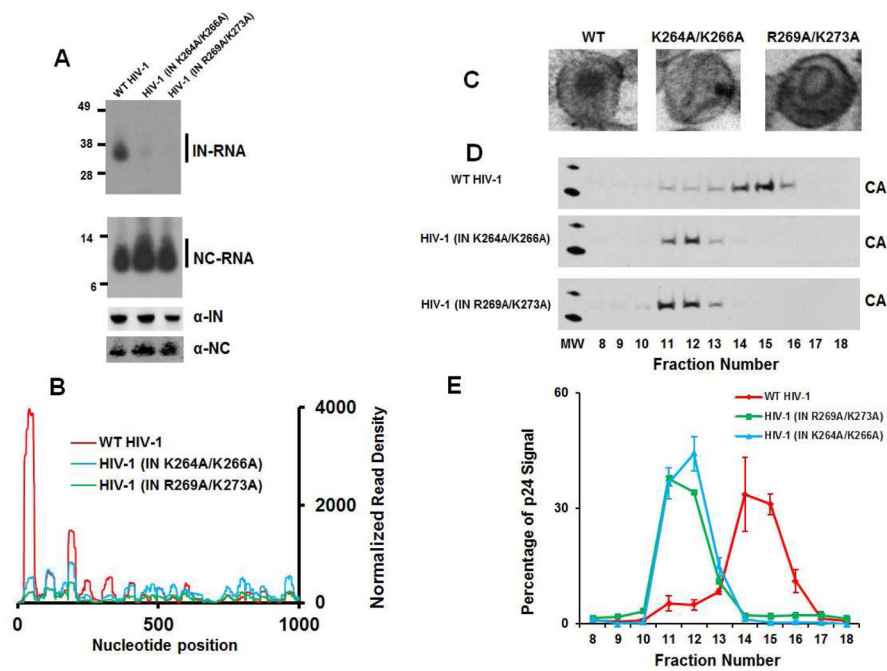 A
WT HIV-1
HIV-1 (IN K264A/K266A)
HIV-1 (IN R269A/K273A)
49
38
28
IN-RNA
14
6
NC-RNA
α-IN
α-NC
B
WT HIV-1
HIV-1 (IN K264A/K266A)
HIV-1 (IN R269A/K273A)
4000
2000
0
Normalized Read Density
0
500
1000
Nucleotide position
C
WT
K264A/K266A
R269A/K273A
D
WT HIV-1
CA
HIV-1 (IN K264A/K266A)
CA
HIV-1 (IN R269A/K273A)
CA
MW 8 9 10 11 12 13 14 15 16 17 18
Fraction Number
E
60
30
0
Percentage of p24 Signal
WT HIV-1
HIV-1 (IN R269A/K273A)
HIV-1 (IN K264A/K266A)
8 9 10 11 12 13 14 15 16 17 18
Fraction Number